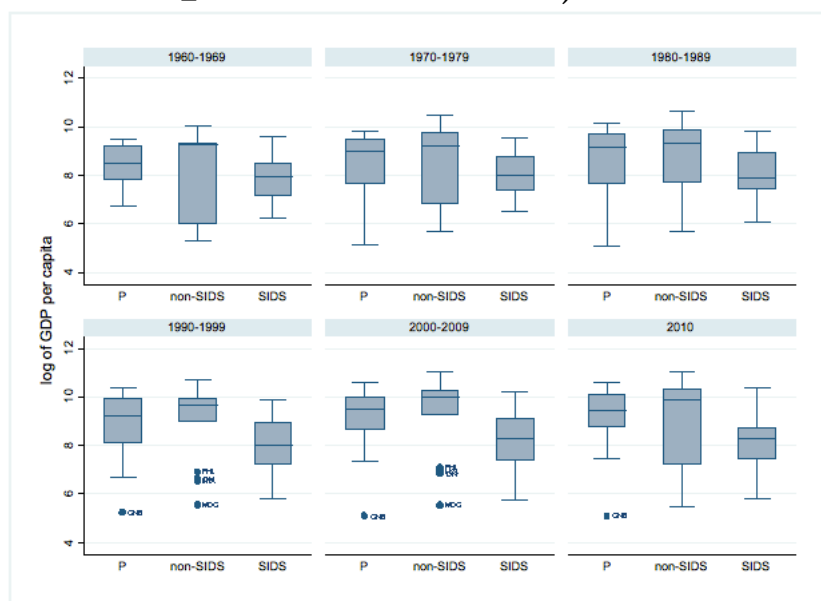 1960-1969
1970-1979
1980-1989
12
10
8
6
4
P non-SIDS SIDS
P non-SIDS SIDS
P non-SIDS SIDS
log of GDP per capita
1990-1999
2000-2009
2010
12
10
8
6
4
PHL
MDG
GNB
PHL
MDG
GNB
GNB
P non-SIDS SIDS
P non-SIDS SIDS
P non-SIDS SIDS